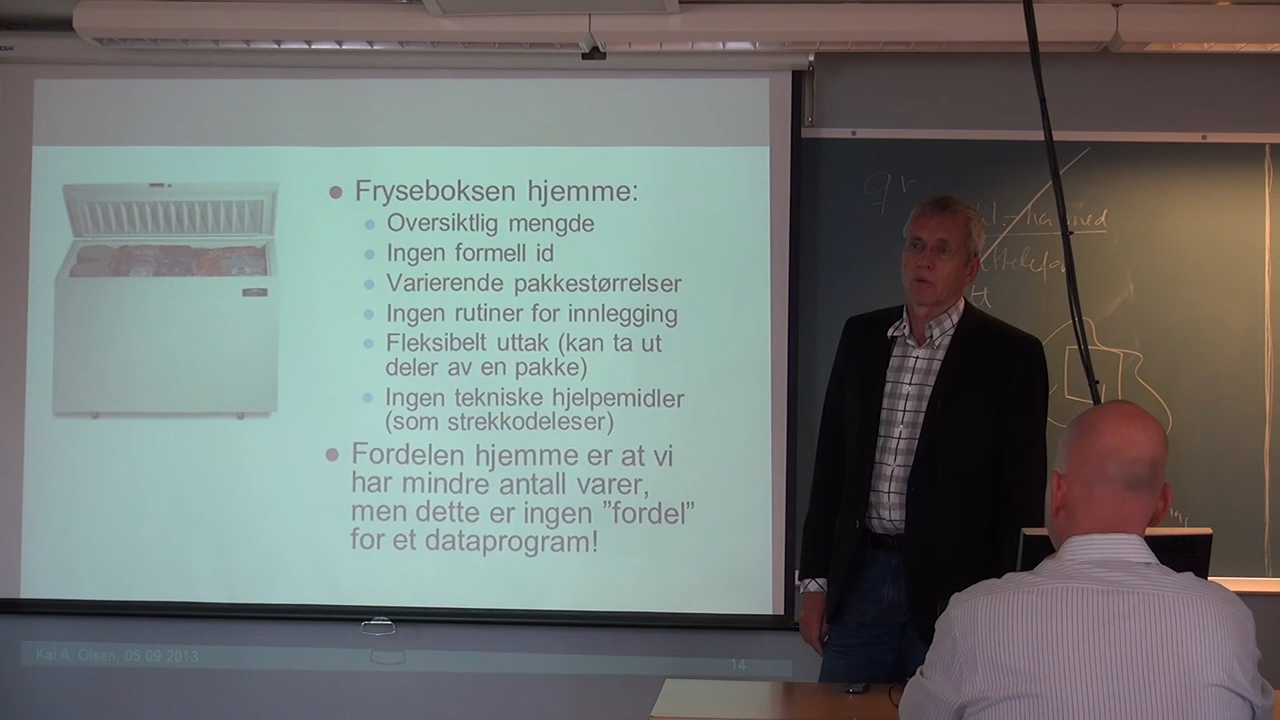 Fryseboksen hjemme:
Oversiktlig mengde
Ingen formell id
Varierende pakkestørrelser
Ingen rutiner for innlegging
Fleksibelt uttak (kan ta ut
deler av en pakke)
Ingen tekniske hjelpemidler
(som strekkodeleser)
Fordelen hjemme er at vi
har mindre antall varer,
men dette er ingen ”fordel”
for et dataprogram!
Kai A. Olsen, 05.09.2013
14